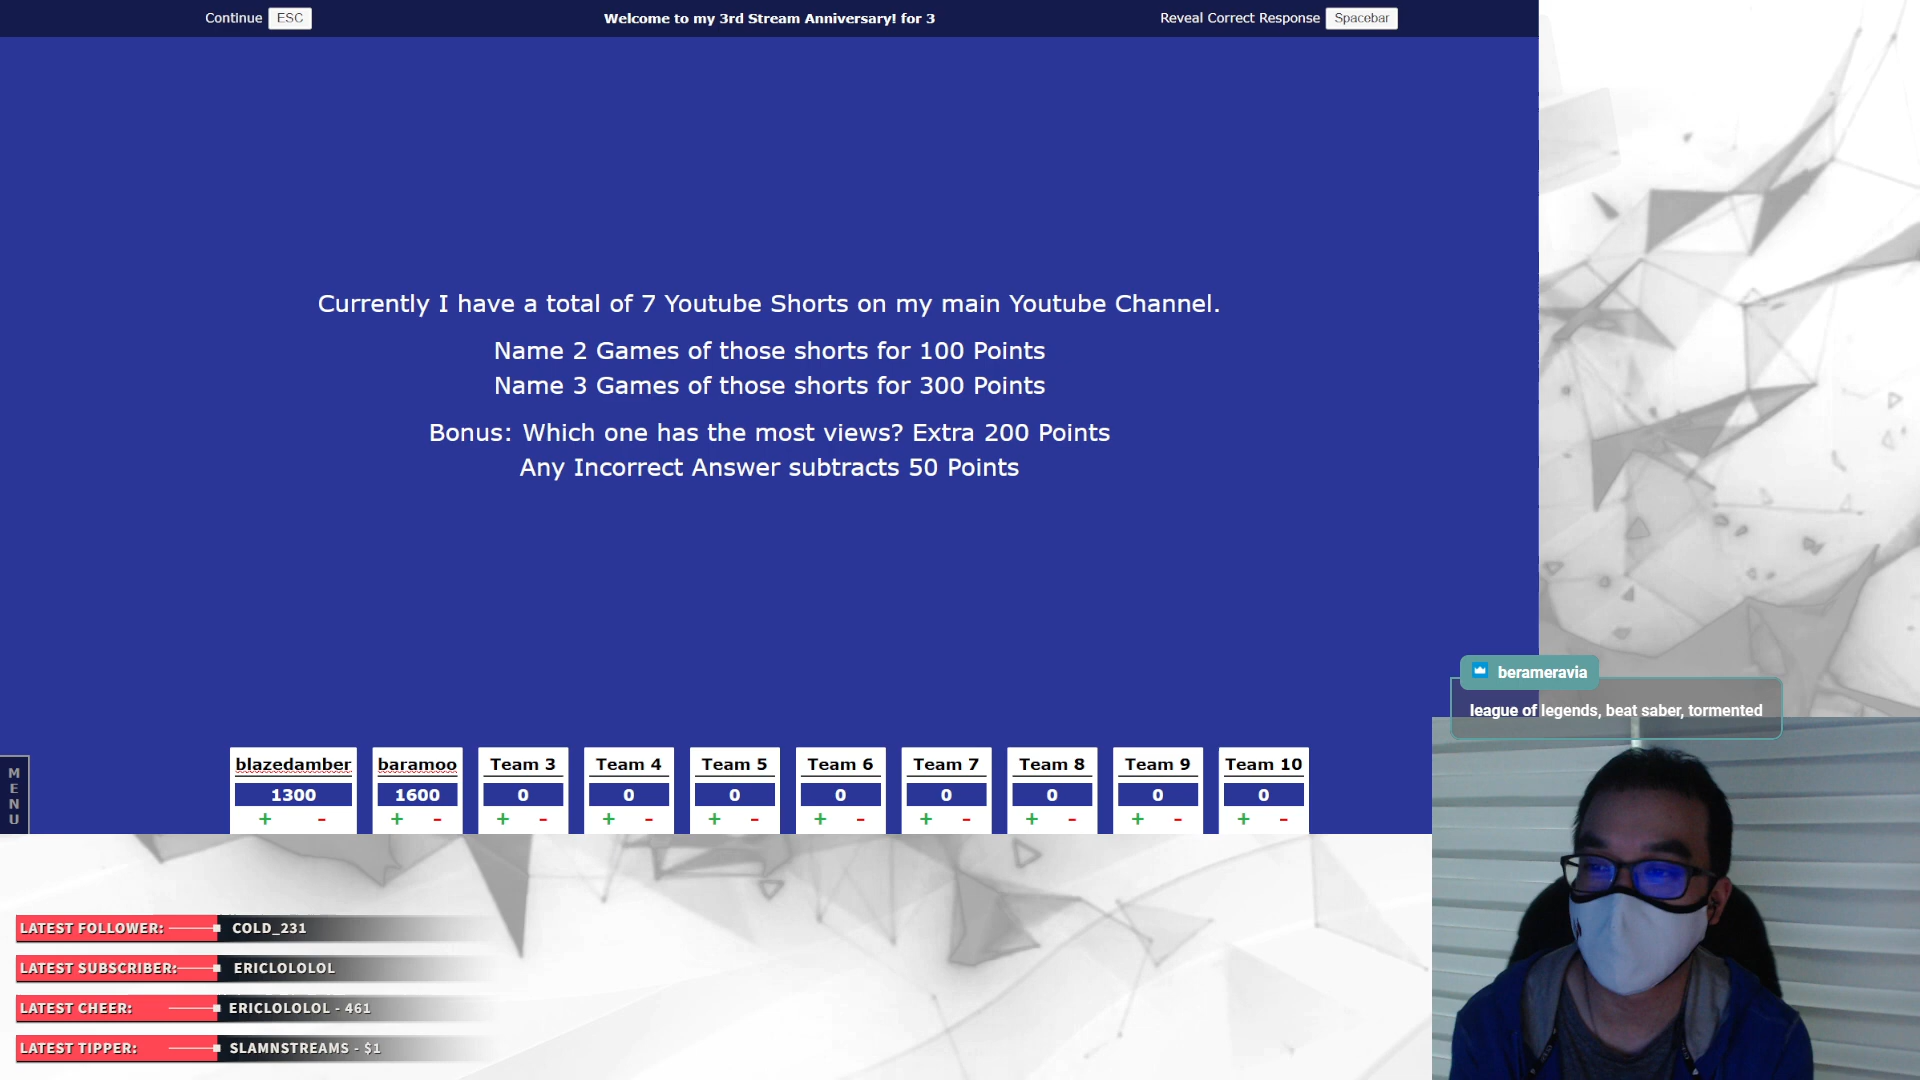 Continue ESC
Welcome to my 3rd Stream Anniversary! for 3
Reveal Correct Response Spacebar
Currently I have a total of 7 Youtube Shorts on my main Youtube Channel.
Name 2 Games of those shorts for 100 Points
Name 3 Games of those shorts for 300 Points
Bonus: Which one has the most views? Extra 200 Points
Any Incorrect Answer subtracts 50 Points
berameravia
league of legends, beat saber, tormented
MENU
blazedamber baramoo Team 3 Team 4 Team 5 Team 6 Team 7 Team 8 Team 9 Team 10
1300 1600 0 0 0 0 0 0 0 0
+ - + - + - + - + - + - + - + - + - + -
LATEST FOLLOWER: COLD_231
LATEST SUBSCRIBER: ERICLOLOLOL
LATEST CHEER: ERICLOLOLOL - 461
LATEST TIPPER: SLAMNSTREAMS - $1